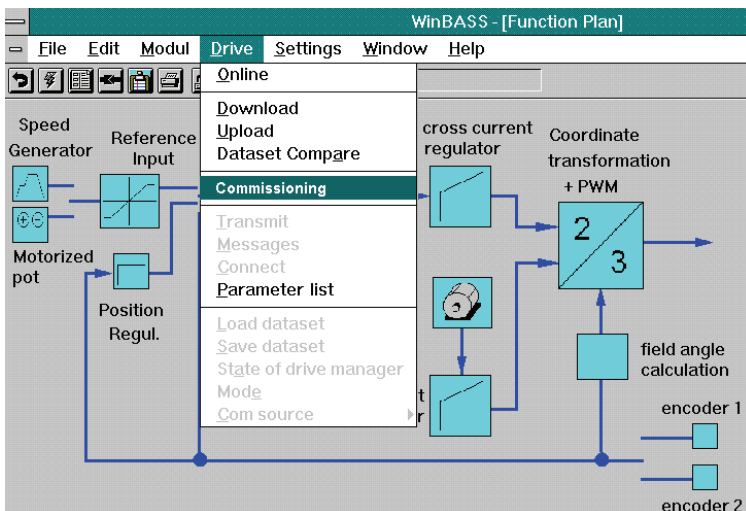 WinBASS - [Function Plan]
File Edit Modul Drive Settings Window Help
Online
Download
Upload
Dataset Compare
Commissioning
Transmit
Messages
Connect
Parameter list
Load dataset
Save dataset
State of drive manager
Mode
Com source
Speed
Generator
Reference
Input
Motorized
pot
Position
Regul.
cross current
regulator
t
r
Coordinate
transformation
+ PWM
2
3
field angle
calculation
encoder 1
encoder 2